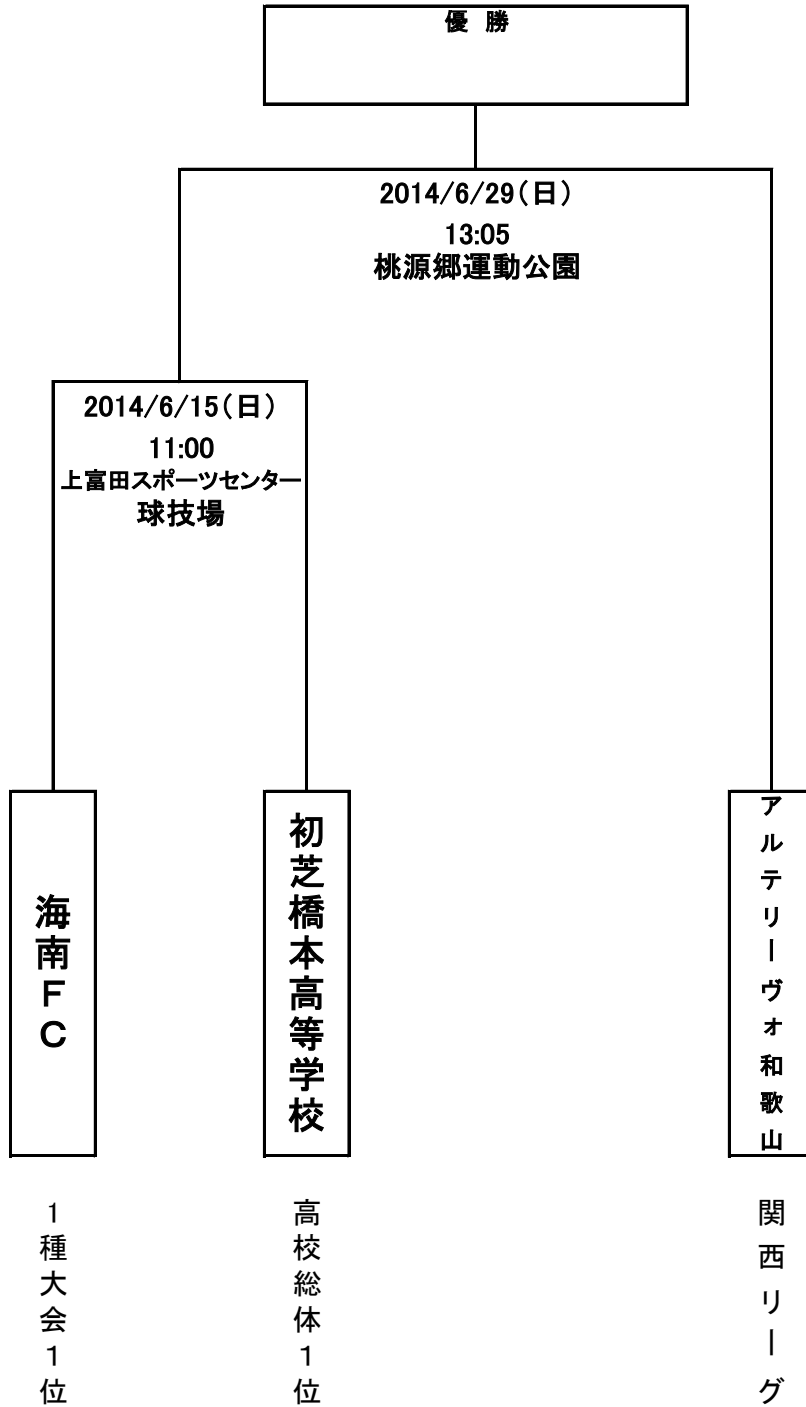 優 勝
2014/6/29(日)
13:05
桃源郷運動公園
2014/6/15(日)
11:00
上富田スポーツセンター
球技場
海南FC
初芝橋本高等学校
アルテリーヴォ和歌山
1種大会1位
高校総体1位
関西リーグ